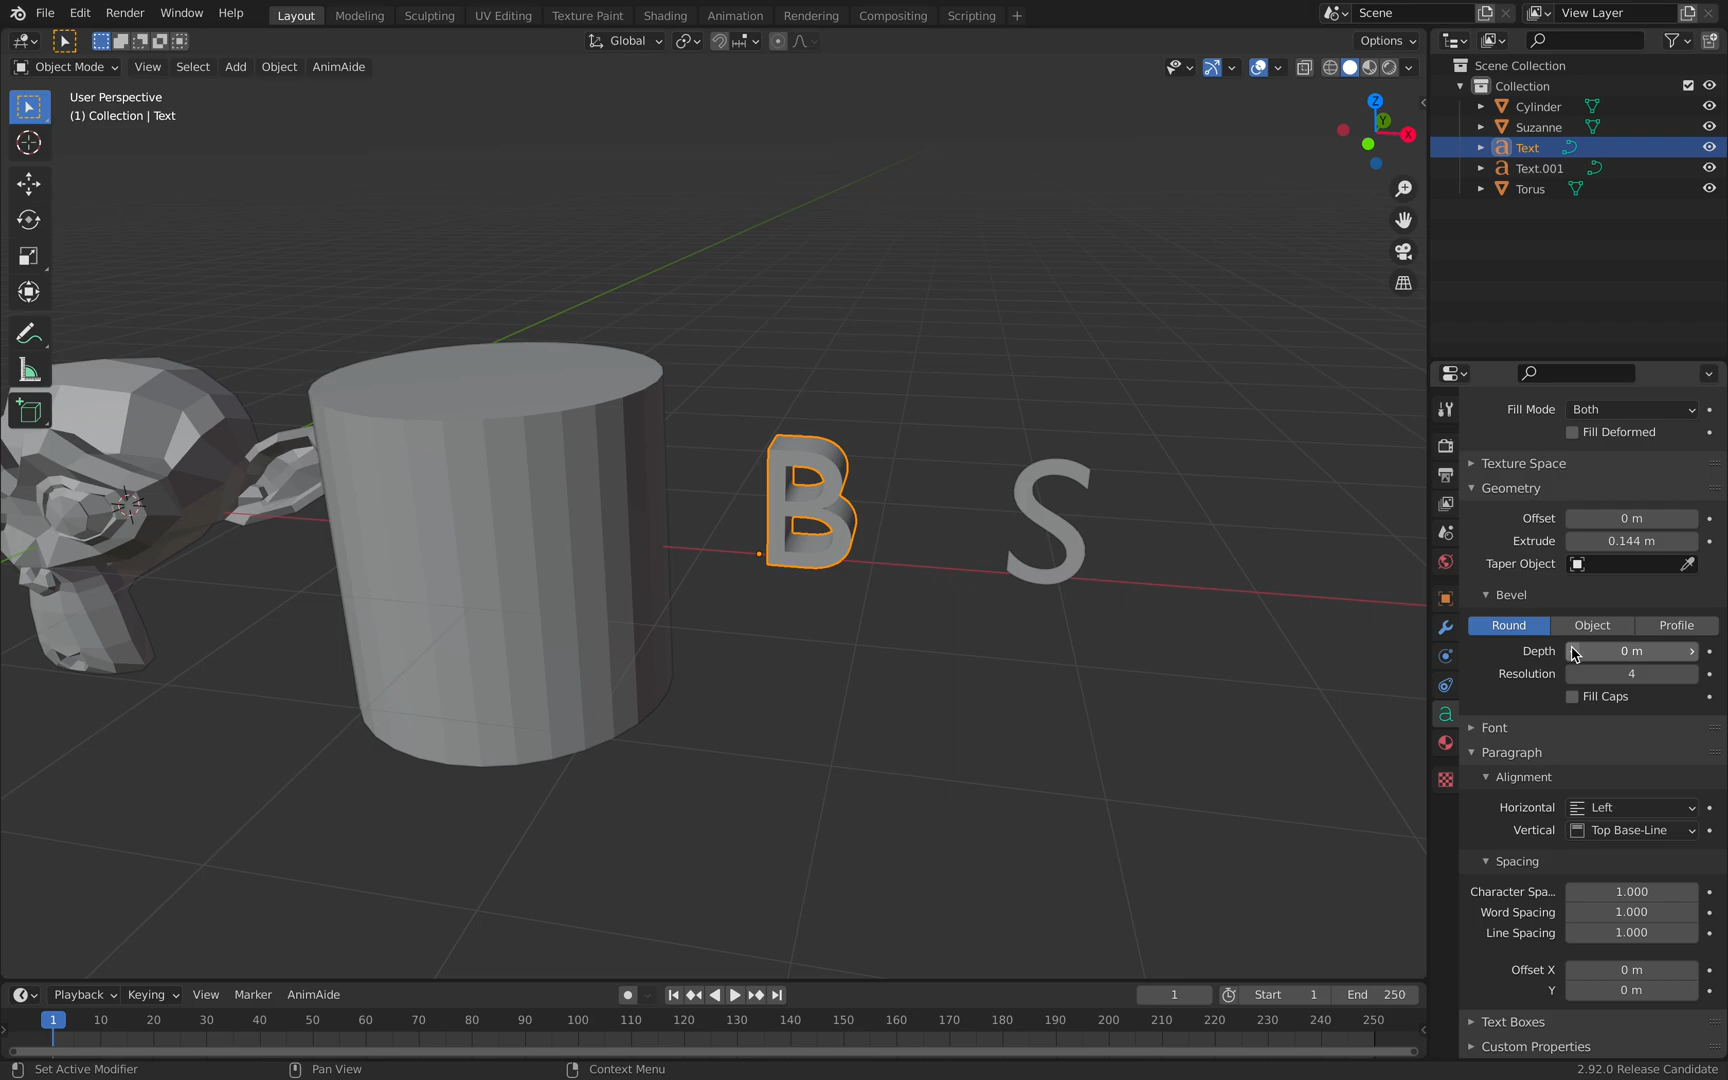 File Edit Render Window Help Layout Modeling Sculpting UV Editing Texture Paint Shading Animation Rendering Compositing Scripting + Scene View Layer
Global Options
Object Mode View Select Add Object AnimAide
User Perspective
(1) Collection | Text
Z
Y
X
B
S
Scene Collection
Collection
Cylinder
Suzanne
Text
Text.001
Torus
Fill Mode Both
Fill Deformed
Texture Space
Geometry
Offset 0 m
Extrude 0.144 m
Taper Object
Bevel
Round Object Profile
Depth 0 m
Resolution 4
Fill Caps
Font
Paragraph
Alignment
Horizontal Left
Vertical Top Base-Line
Spacing
Character Spa... 1.000
Word Spacing 1.000
Line Spacing 1.000
Offset X 0 m
Y 0 m
Text Boxes
Custom Properties
Playback Keying View Marker AnimAide 1 Start 1 End 250
1 10 20 30 40 50 60 70 80 90 100 110 120 130 140 150 160 170 180 190 200 210 220 230 240 250
Set Active Modifier Pan View Context Menu 2.92.0 Release Candidate